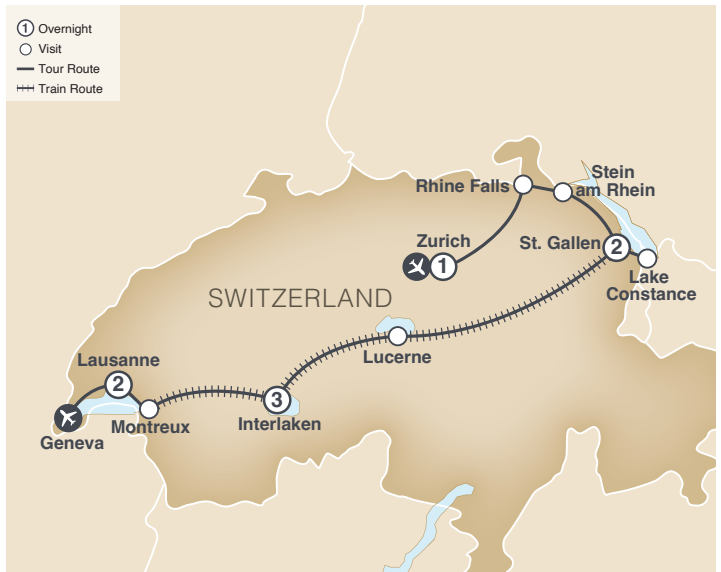 1 Overnight
Visit
Tour Route
Train Route
Stein
am Rhein
Rhine Falls
Zurich
1
St. Gallen
2
Lake
Constance
SWITZERLAND
Lucerne
Lausanne
2
3
Geneva
Montreux
Interlaken